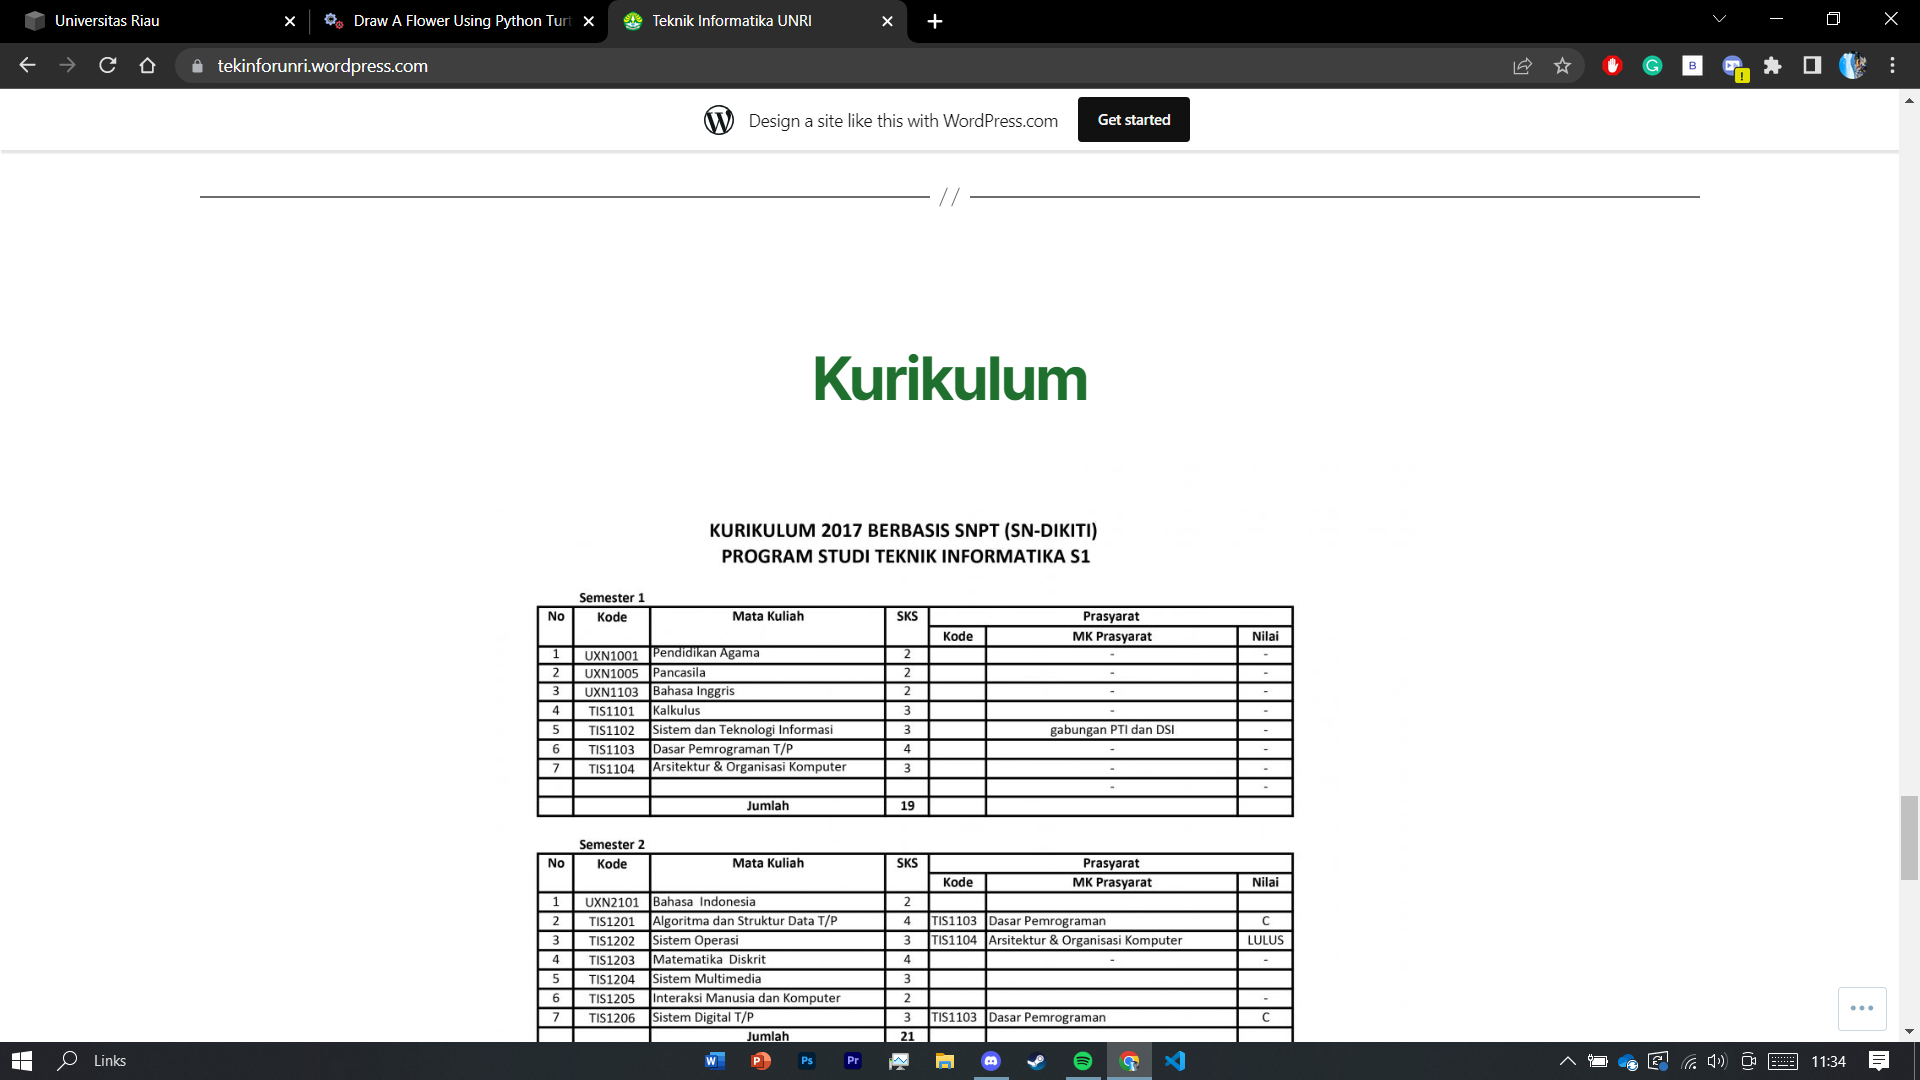 Universitas Riau
Draw A Flower Using Python Turt
Teknik Informatika UNRI
tekinforunri.wordpress.com
Design a site like this with WordPress.com
Get started
//
Kurikulum
KURIKULUM 2017 BERBASIS SNPT (SN-DIKITI)
PROGRAM STUDI TEKNIK INFORMATIKA S1
Semester 1
No Kode Mata Kuliah SKS Prasyarat
Kode MK Prasyarat Nilai
1 UXN1001 Pendidikan Agama 2 - -
2 UXN1005 Pancasila 2 - -
3 UXN1103 Bahasa Inggris 2 - -
4 TIS1101 Kalkulus 3 - -
5 TIS1102 Sistem dan Teknologi Informasi 3 gabungan PTI dan DSI -
6 TIS1103 Dasar Pemrograman T/P 4 - -
7 TIS1104 Arsitektur & Organisasi Komputer 3 - -
- -
Jumlah 19
Semester 2
No Kode Mata Kuliah SKS Prasyarat
Kode MK Prasyarat Nilai
1 UXN2101 Bahasa Indonesia 2
2 TIS1201 Algoritma dan Struktur Data T/P 4 TIS1103 Dasar Pemrograman C
3 TIS1202 Sistem Operasi 3 TIS1104 Arsitektur & Organisasi Komputer LULUS
4 TIS1203 Matematika Diskrit 4 - -
5 TIS1204 Sistem Multimedia 3
6 TIS1205 Interaksi Manusia dan Komputer 2 -
7 TIS1206 Sistem Digital T/P 3 TIS1103 Dasar Pemrograman C
Jumlah 21
Links
11:34